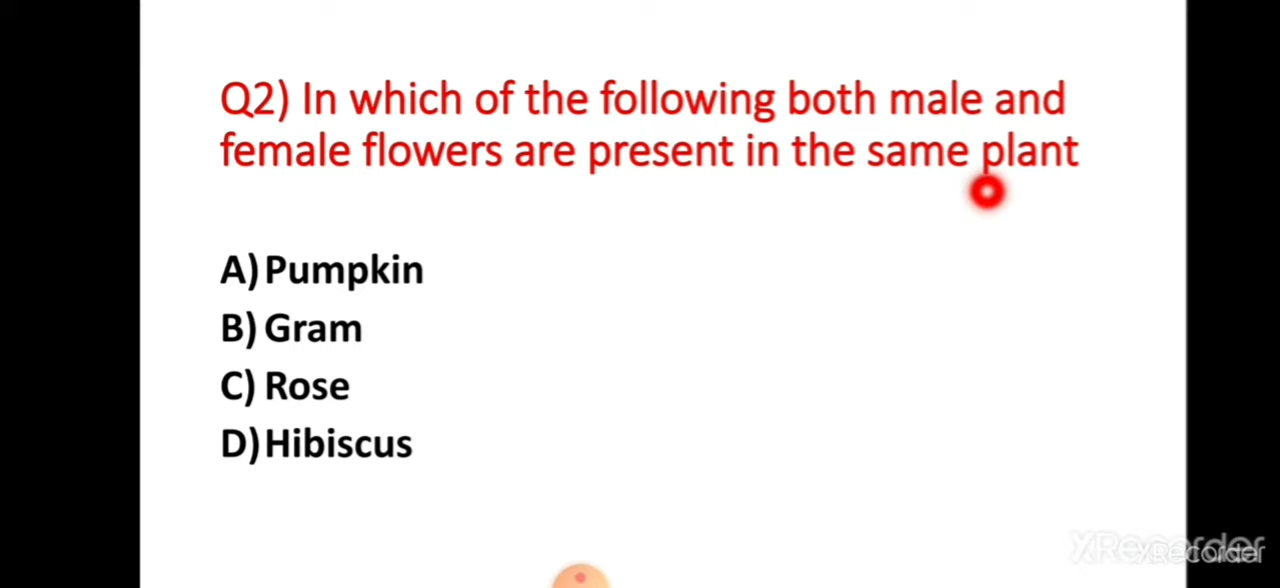 Q2) In which of the following both male and
female flowers are present in the same plant
A) Pumpkin
B) Gram
C) Rose
D) Hibiscus
XRecorder
XRecorder